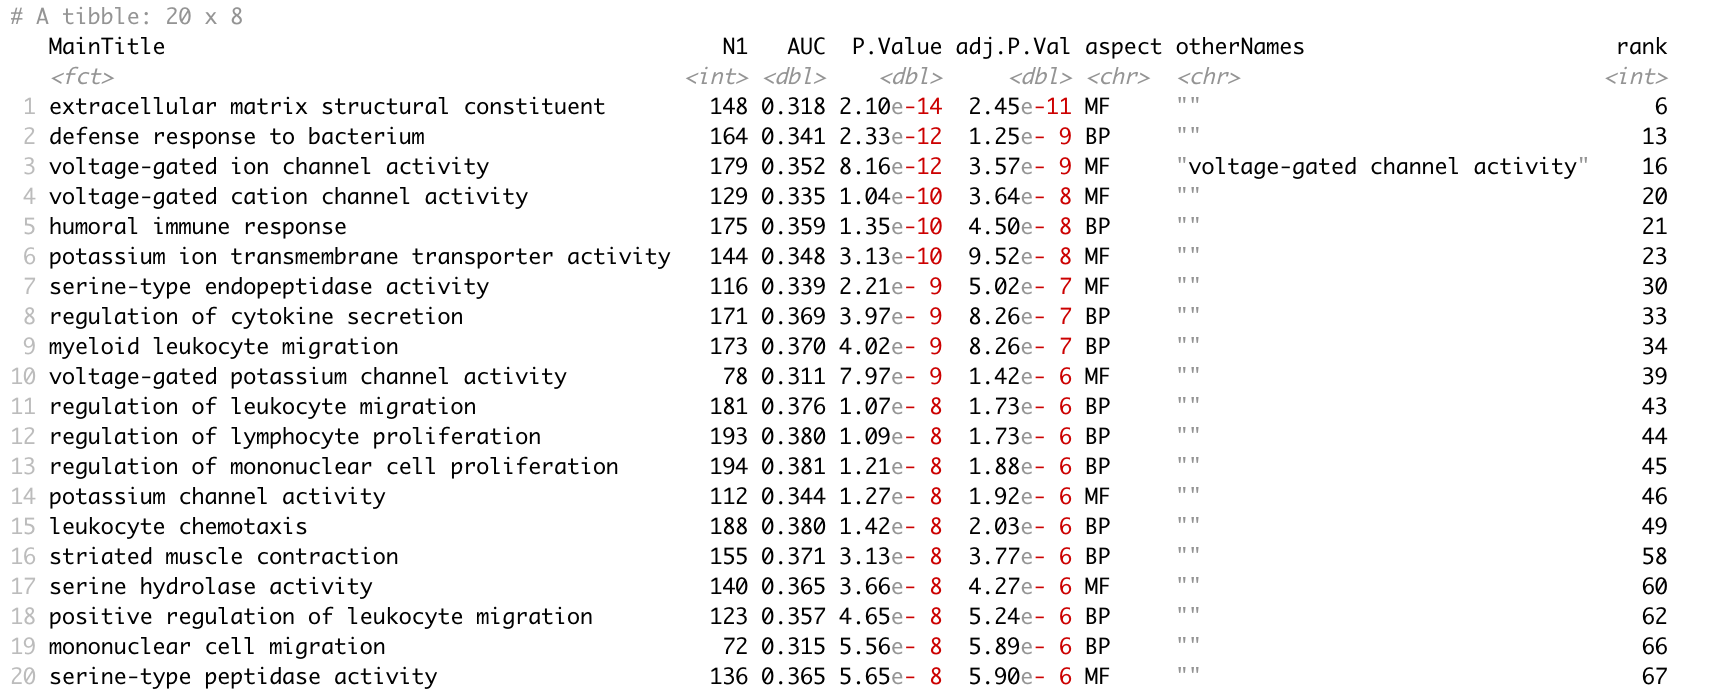 # A tibble: 20 x 8
MainTitle N1 AUC P.Value adj.P.Val aspect otherNames rank
<fct> <int> <dbl> <dbl> <dbl> <chr> <chr> <int>
1 extracellular matrix structural constituent 148 0.318 2.10e-14 2.45e-11 MF "" 6
2 defense response to bacterium 164 0.341 2.33e-12 1.25e- 9 BP "" 13
3 voltage-gated ion channel activity 179 0.352 8.16e-12 3.57e- 9 MF "voltage-gated channel activity" 16
4 voltage-gated cation channel activity 129 0.335 1.04e-10 3.64e- 8 MF "" 20
5 humoral immune response 175 0.359 1.35e-10 4.50e- 8 BP "" 21
6 potassium ion transmembrane transporter activity 144 0.348 3.13e-10 9.52e- 8 MF "" 23
7 serine-type endopeptidase activity 116 0.339 2.21e- 9 5.02e- 7 MF "" 30
8 regulation of cytokine secretion 171 0.369 3.97e- 9 8.26e- 7 BP "" 33
9 myeloid leukocyte migration 173 0.370 4.02e- 9 8.26e- 7 BP "" 34
10 voltage-gated potassium channel activity 78 0.311 7.97e- 9 1.42e- 6 MF "" 39
11 regulation of leukocyte migration 181 0.376 1.07e- 8 1.73e- 6 BP "" 43
12 regulation of lymphocyte proliferation 193 0.380 1.09e- 8 1.73e- 6 BP "" 44
13 regulation of mononuclear cell proliferation 194 0.381 1.21e- 8 1.88e- 6 BP "" 45
14 potassium channel activity 112 0.344 1.27e- 8 1.92e- 6 MF "" 46
15 leukocyte chemotaxis 188 0.380 1.42e- 8 2.03e- 6 BP "" 49
16 striated muscle contraction 155 0.371 3.13e- 8 3.77e- 6 BP "" 58
17 serine hydrolase activity 140 0.365 3.66e- 8 4.27e- 6 MF "" 60
18 positive regulation of leukocyte migration 123 0.357 4.65e- 8 5.24e- 6 BP "" 62
19 mononuclear cell migration 72 0.315 5.56e- 8 5.89e- 6 BP "" 66
20 serine-type peptidase activity 136 0.365 5.65e- 8 5.90e- 6 MF "" 67